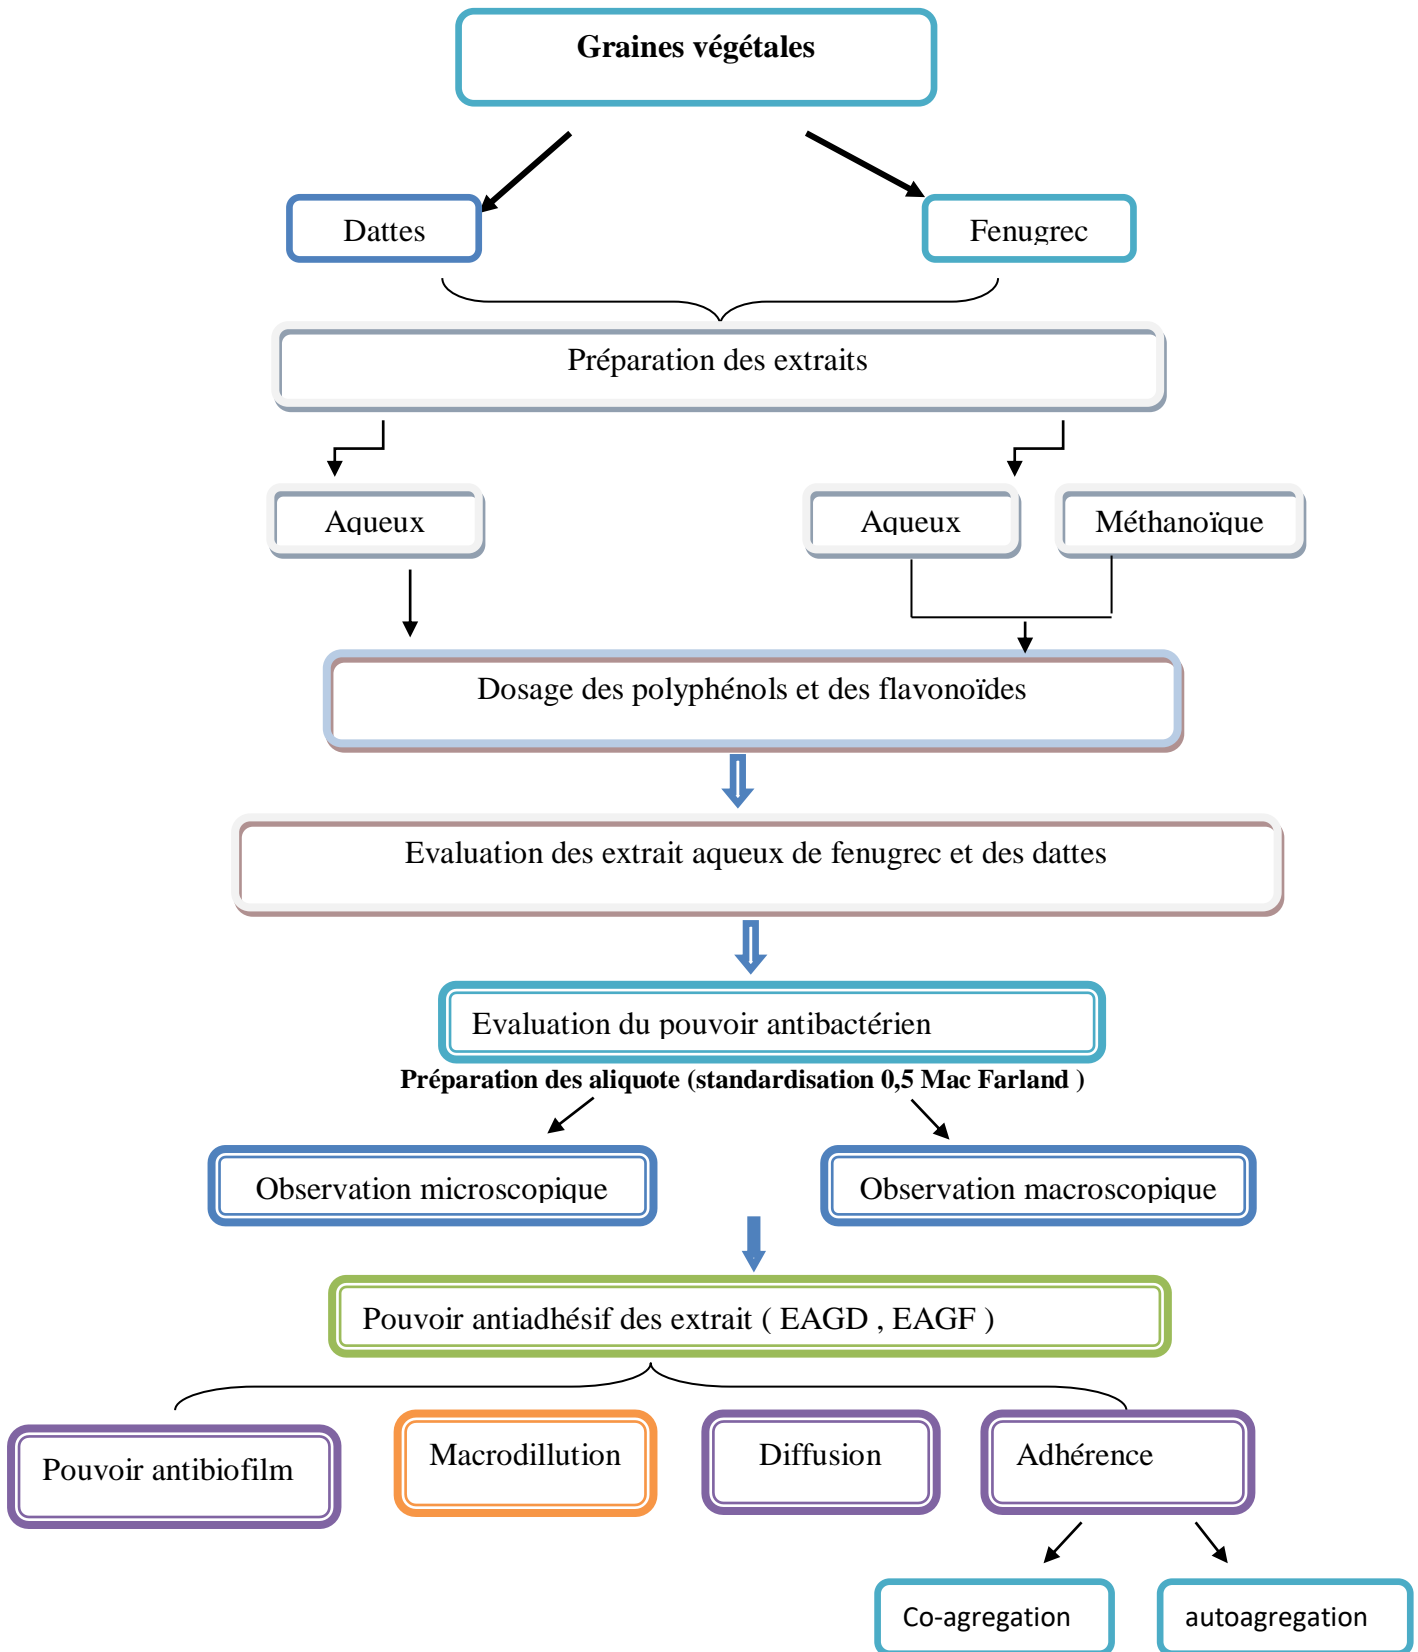 Graines végétales
Dattes
Fenugrec
Préparation des extraits
Aqueux
Aqueux
Méthanoïque
Dosage des polyphénols et des flavonoïdes
Evaluation des extrait aqueux de fenugrec et des dattes
Evaluation du pouvoir antibactérien
Préparation des aliquote (standardisation 0,5 Mac Farland )
Observation microscopique
Observation macroscopique
Pouvoir antiadhésif des extrait ( EAGD , EAGF )
Pouvoir antibiofilm
Macrodillution
Diffusion
Adhérence
Co-agregation
autoagregation